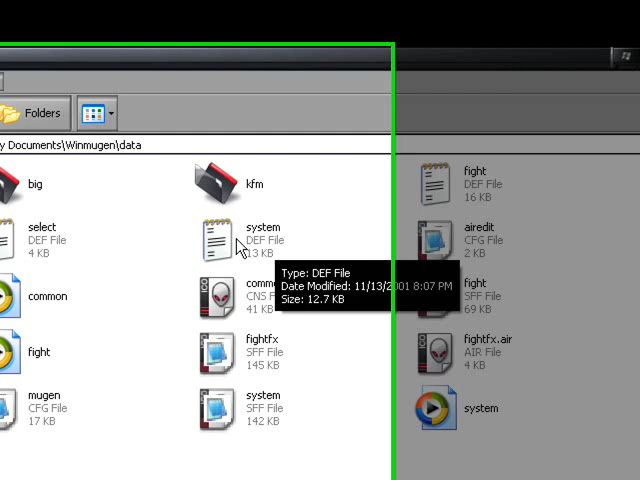 Folders
y Documents\Winmugen\data
big
kfm
fight
DEF File
16 KB
select
DEF File
4 KB
system
DEF File
13 KB
airedit
CFG File
2 KB
Type: DEF File
Date Modified: 11/13/2001 8:07 PM
Size: 12.7 KB
common
comm
CNS F
41 KB
fight
SFF File
69 KB
fight
fightfx
SFF File
145 KB
fightfx.air
AIR File
4 KB
mugen
CFG File
17 KB
system
SFF File
142 KB
system